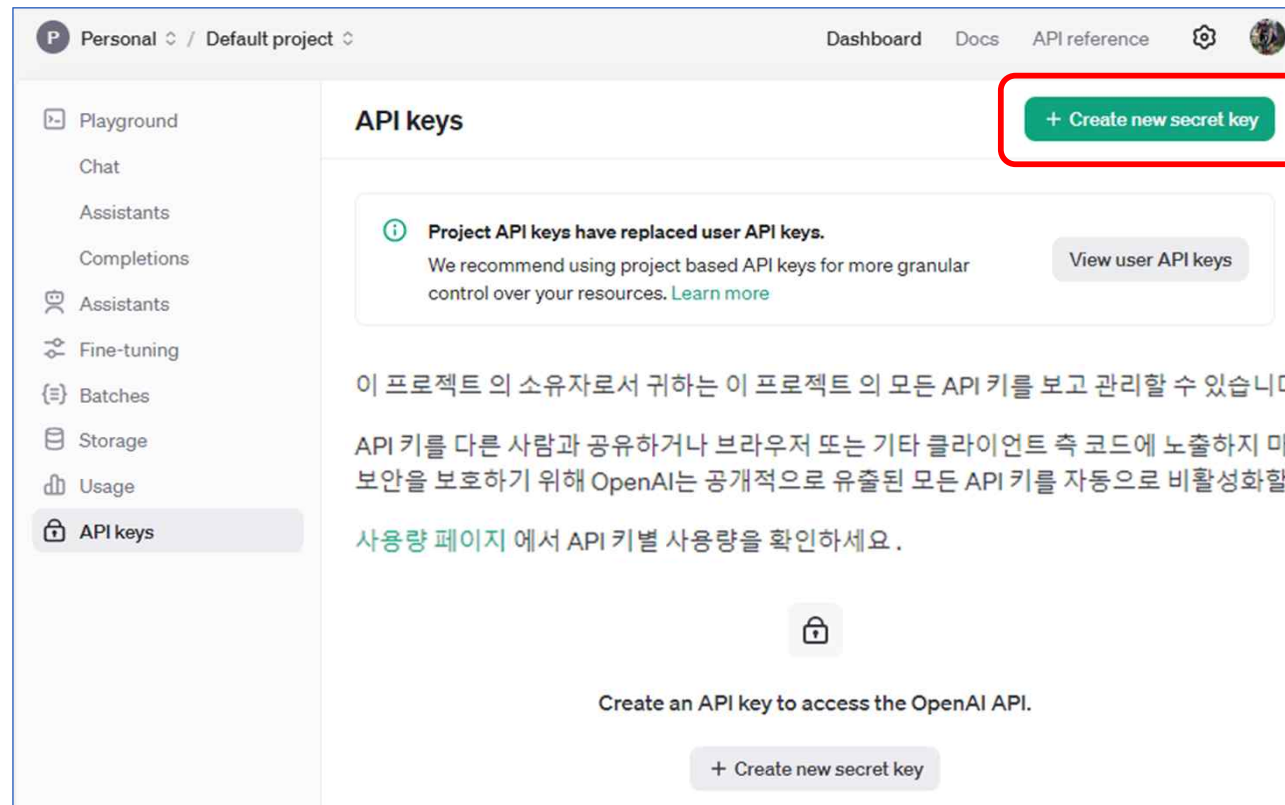 P Personal / Default project
Dashboard Docs API reference
Playground
Chat
Assistants
Completions
Assistants
Fine-tuning
Batches
Storage
Usage
API keys
API keys
+ Create new secret key
Project API keys have replaced user API keys.
We recommend using project based API keys for more granular
control over your resources. Learn more
View user API keys
이 프로젝트 의 소유자로서 귀하는 이 프로젝트 의 모든 API 키를 보고 관리할 수 있습니
API 키를 다른 사람과 공유하거나 브라우저 또는 기타 클라이언트 측 코드에 노출하지 마
보안을 보호하기 위해 OpenAI는 공개적으로 유출된 모든 API 키를 자동으로 비활성화할
사용량 페이지 에서 API 키별 사용량을 확인하세요 .
Create an API key to access the OpenAI API.
+ Create new secret key